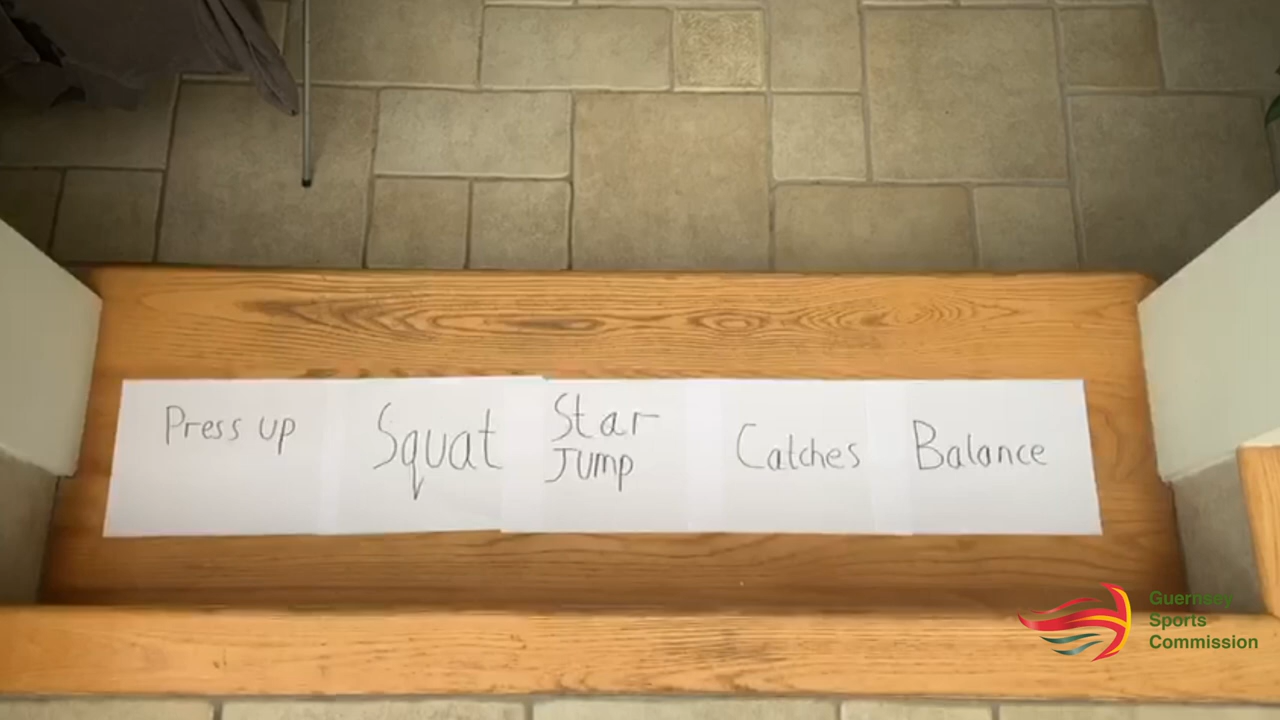 Press up
Squat
Star
Jump
Catches
Balance
Guernsey
Sports
Commission